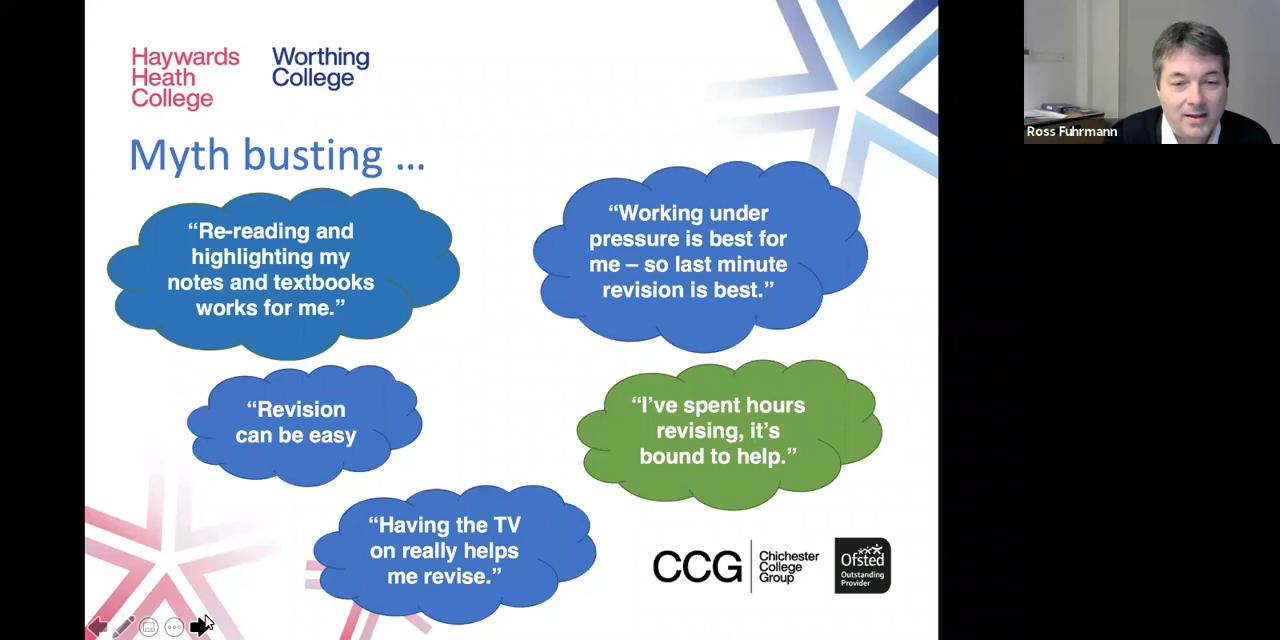 Haywards
Heath
College
Worthing
College
Myth busting ...
“Re-reading and
highlighting my
notes and textbooks
works for me.”
“Working under
pressure is best for
me – so last minute
revision is best.”
“Revision
can be easy
“I’ve spent hours
revising, it’s
bound to help.”
“Having the TV
on really helps
me revise.”
CCG
Chichester
College
Group
Ofsted
Outstanding
Provider
Ross Fuhrmann